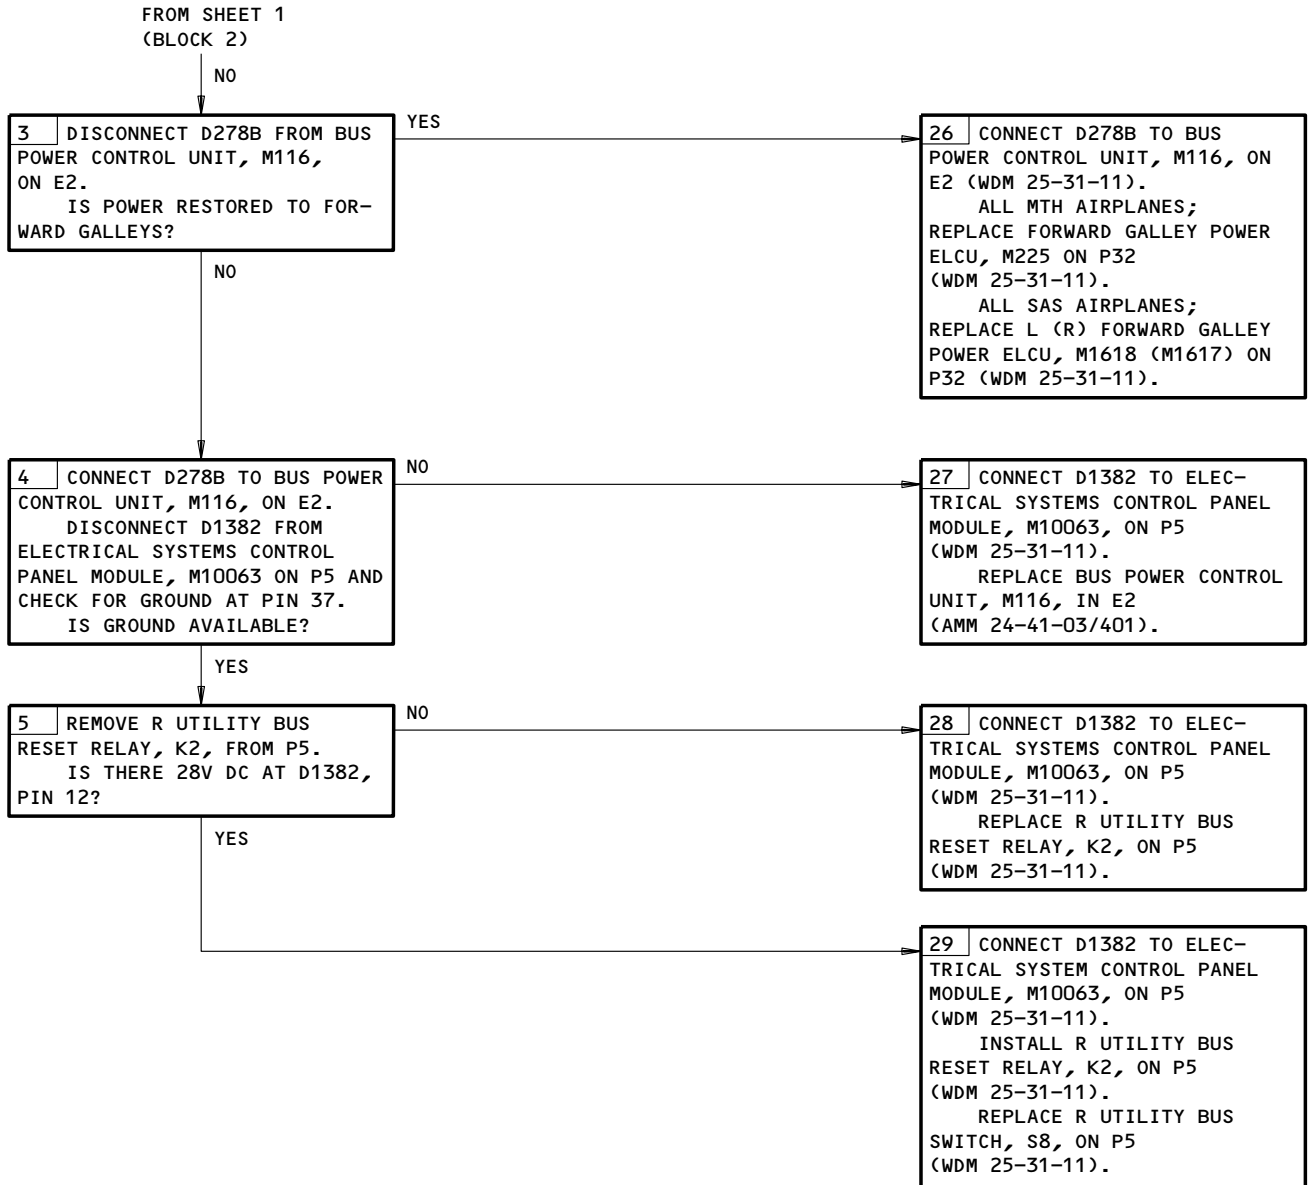 FROM SHEET 1
(BLOCK 2)
NO
3 DISCONNECT D278B FROM BUS
POWER CONTROL UNIT, M116,
ON E2.
IS POWER RESTORED TO FOR-
WARD GALLEYS?
YES
26 CONNECT D278B TO BUS
POWER CONTROL UNIT, M116, ON
E2 (WDM 25-31-11).
ALL MTH AIRPLANES;
REPLACE FORWARD GALLEY POWER
ELCU, M225 ON P32
(WDM 25-31-11).
ALL SAS AIRPLANES;
REPLACE L (R) FORWARD GALLEY
POWER ELCU, M1618 (M1617) ON
P32 (WDM 25-31-11).
NO
4 CONNECT D278B TO BUS POWER
CONTROL UNIT, M116, ON E2.
DISCONNECT D1382 FROM
ELECTRICAL SYSTEMS CONTROL
PANEL MODULE, M10063 ON P5 AND
CHECK FOR GROUND AT PIN 37.
IS GROUND AVAILABLE?
NO
27 CONNECT D1382 TO ELEC-
TRICAL SYSTEMS CONTROL PANEL
MODULE, M10063, ON P5
(WDM 25-31-11).
REPLACE BUS POWER CONTROL
UNIT, M116, IN E2
(AMM 24-41-03/401).
YES
5 REMOVE R UTILITY BUS
RESET RELAY, K2, FROM P5.
IS THERE 28V DC AT D1382,
PIN 12?
NO
28 CONNECT D1382 TO ELEC-
TRICAL SYSTEMS CONTROL PANEL
MODULE, M10063, ON P5
(WDM 25-31-11).
REPLACE R UTILITY BUS
RESET RELAY, K2, ON P5
(WDM 25-31-11).
YES
29 CONNECT D1382 TO ELEC-
TRICAL SYSTEM CONTROL PANEL
MODULE, M10063, ON P5
(WDM 25-31-11).
INSTALL R UTILITY BUS
RESET RELAY, K2, ON P5
(WDM 25-31-11).
REPLACE R UTILITY BUS
SWITCH, S8, ON P5
(WDM 25-31-11).